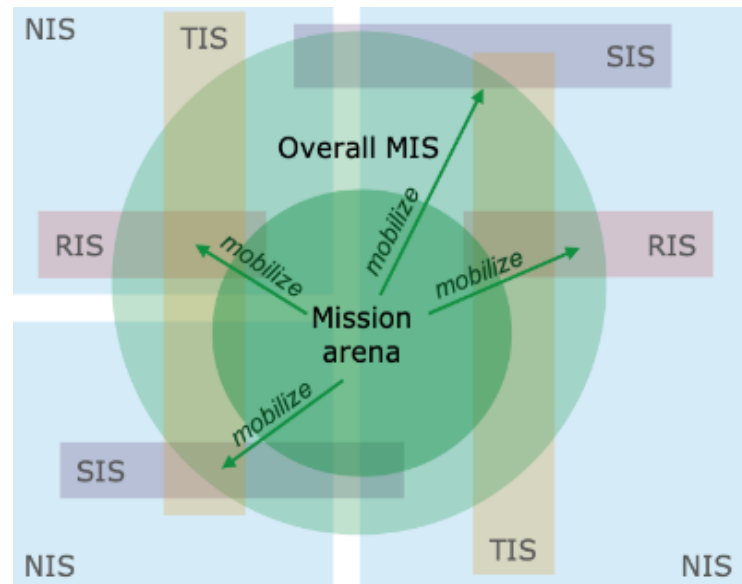 NIS
TIS
SIS
Overall MIS
mobilize
RIS
mobilize
mobilize
RIS
Mission
arena
mobilize
SIS
TIS
NIS
NIS